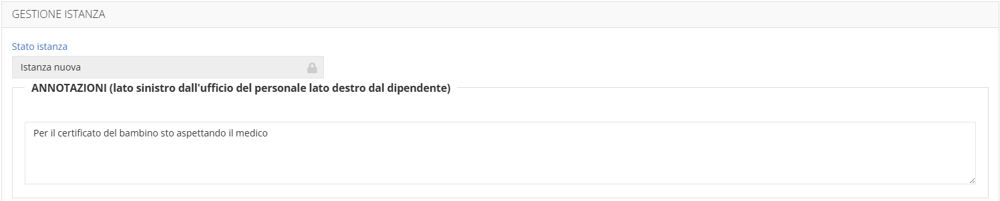 GESTIONE ISTANZA
Stato istanza
Istanza nuova
ANNOTAZIONI (lato sinistro dall'ufficio del personale lato destro dal dipendente)
Per il certificato del bambino sto aspettando il medico